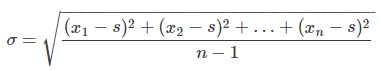 σ = √(((x₁ − s)² + (x₂ − s)² + … + (xₙ − s)²) / (n − 1))